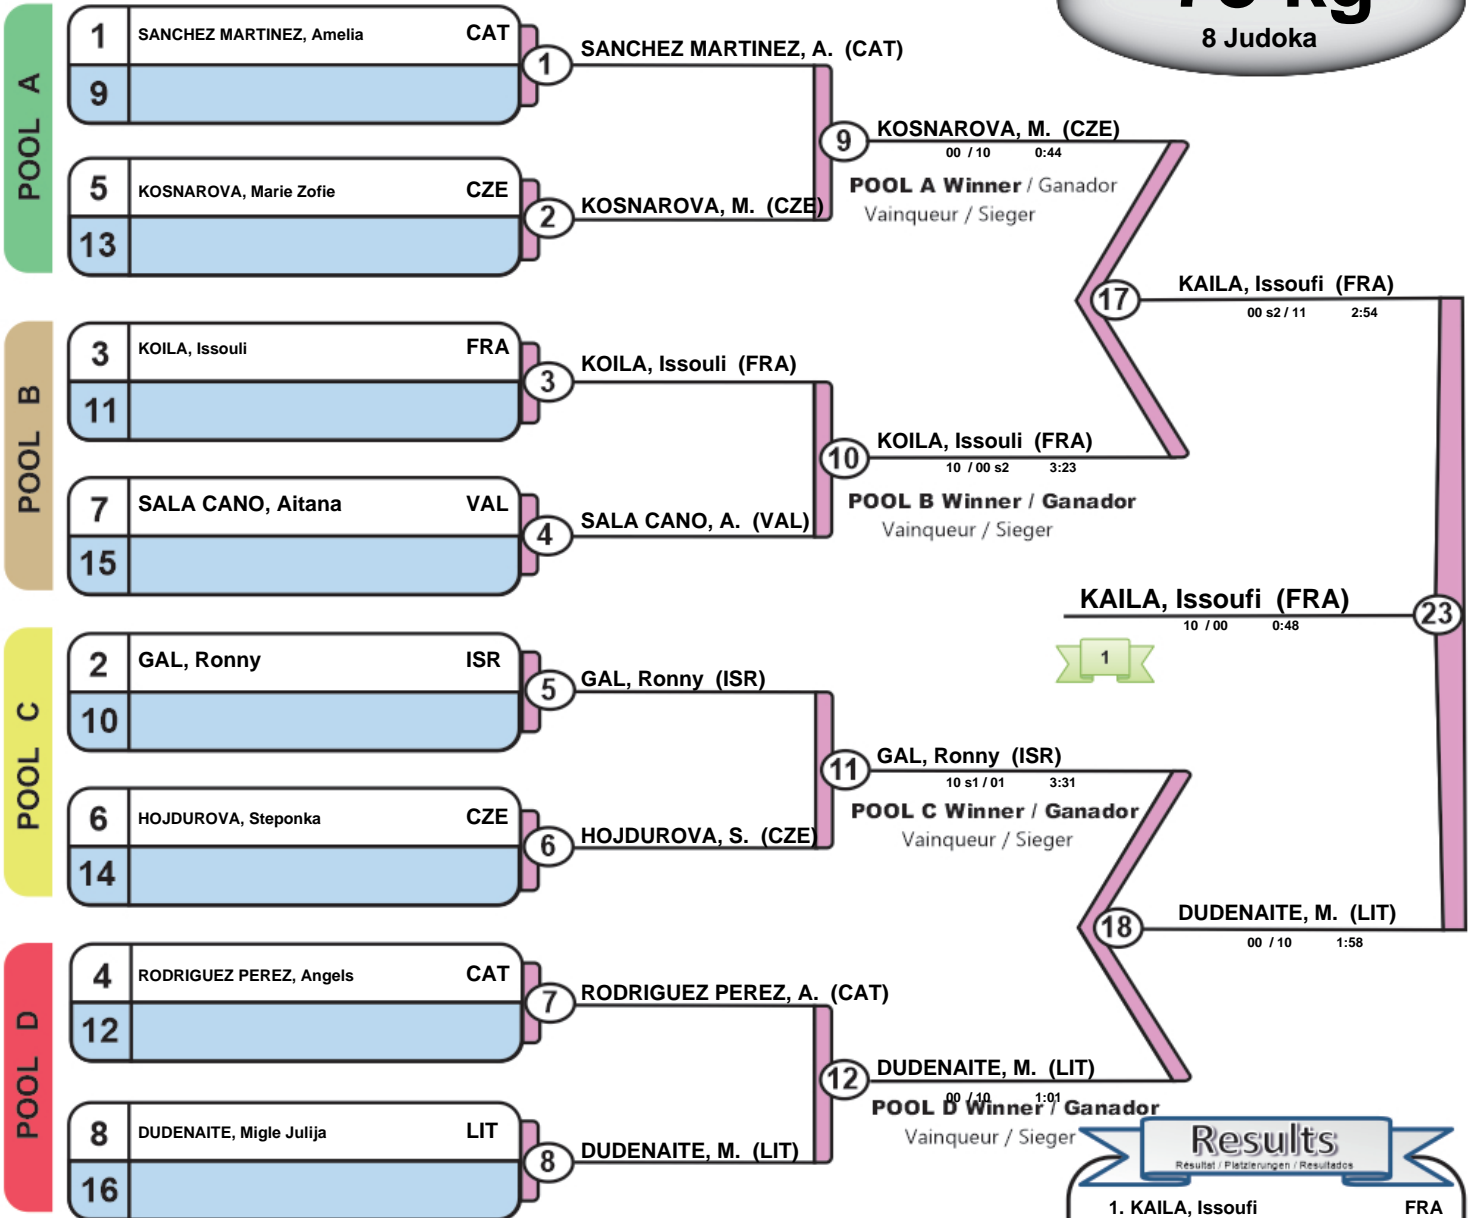 8 Judoka
POOL A
1 SANCHEZ MARTINEZ, Amelia CAT
9
1
SANCHEZ MARTINEZ, A. (CAT)
5 KOSNAROVA, Marie Zofie CZE
13
2
KOSNAROVA, M. (CZE)
9
KOSNAROVA, M. (CZE)
00 / 10 0:44
POOL A Winner / Ganador
Vainqueur / Sieger
POOL B
3 KOILA, Issouli FRA
11
3
KOILA, Issouli (FRA)
7 SALA CANO, Aitana VAL
15
4
SALA CANO, A. (VAL)
10
KOILA, Issouli (FRA)
10 / 00 s2 3:23
POOL B Winner / Ganador
Vainqueur / Sieger
17
KAILA, Issoufi (FRA)
00 s2 / 11 2:54
KAILA, Issoufi (FRA)
10 / 00 0:48
23
1
POOL C
2 GAL, Ronny ISR
10
5
GAL, Ronny (ISR)
6 HOJDUROVA, Steponka CZE
14
6
HOJDUROVA, S. (CZE)
11
GAL, Ronny (ISR)
10 s1 / 01 3:31
POOL C Winner / Ganador
Vainqueur / Sieger
18
DUDENAITE, M. (LIT)
00 / 10 1:58
POOL D
4 RODRIGUEZ PEREZ, Angels CAT
12
7
RODRIGUEZ PEREZ, A. (CAT)
8 DUDENAITE, Migle Julija LIT
16
8
DUDENAITE, M. (LIT)
12
DUDENAITE, M. (LIT)
00 / 10 1:01
POOL D Winner / Ganador
Vainqueur / Sieger
Results
Résultat / Platzierungen / Resultados
1. KAILA, Issoufi FRA